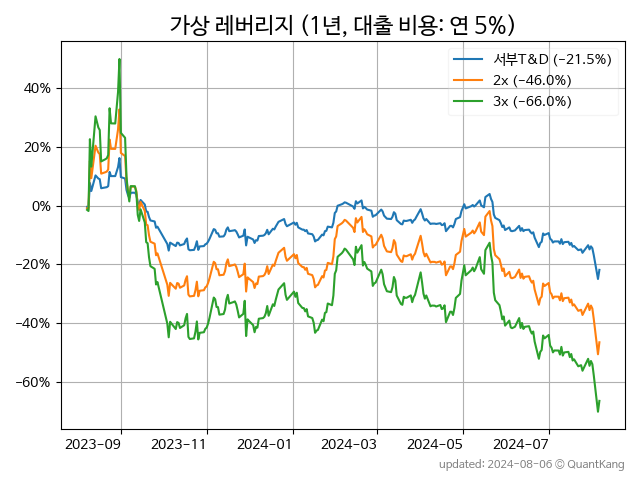 가상 레버리지 (1년, 대출 비용: 연 5%)
서부T&D (-21.5%)
2x (-46.0%)
3x (-66.0%)
40%
20%
0%
−20%
−40%
−60%
2023-09 2023-11 2024-01 2024-03 2024-05 2024-07
updated: 2024-08-06 © QuantKang